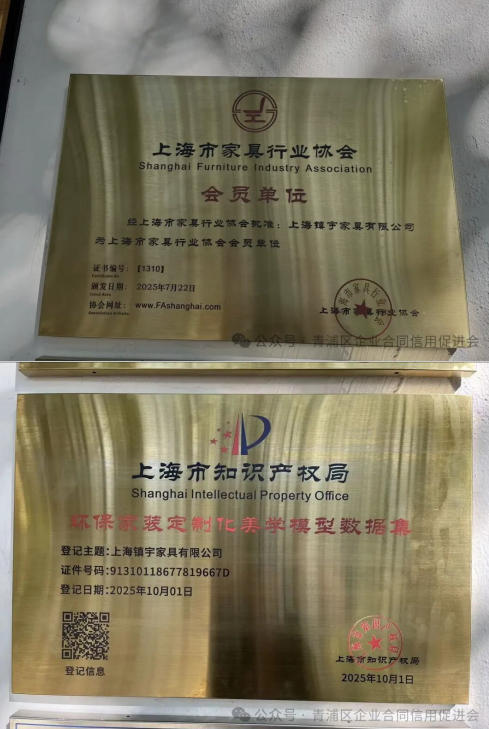 上海市家具行业协会
Shanghai Furniture Industry Association
会员单位
经上海市家具行业协会批准：上海镇宇家具有限公司
为上海市家具行业协会会员单位
证书编号：【1310】
颁发日期： 2025年7月22日
协会网址： www.FAshanghai.com
上海市家具行业协会
公众号 · 青浦区企业合同信用促进会
上海市知识产权局
Shanghai Intellectual Property Office
环保家装定制化美学模型数据集
登记主题：上海镇宇家具有限公司
证件号码：91310118677819667D
登记日期：2025年10月01日
登记信息
上海市知识产权局
2025年10月1日
公众号 · 青浦区企业合同信用促进会